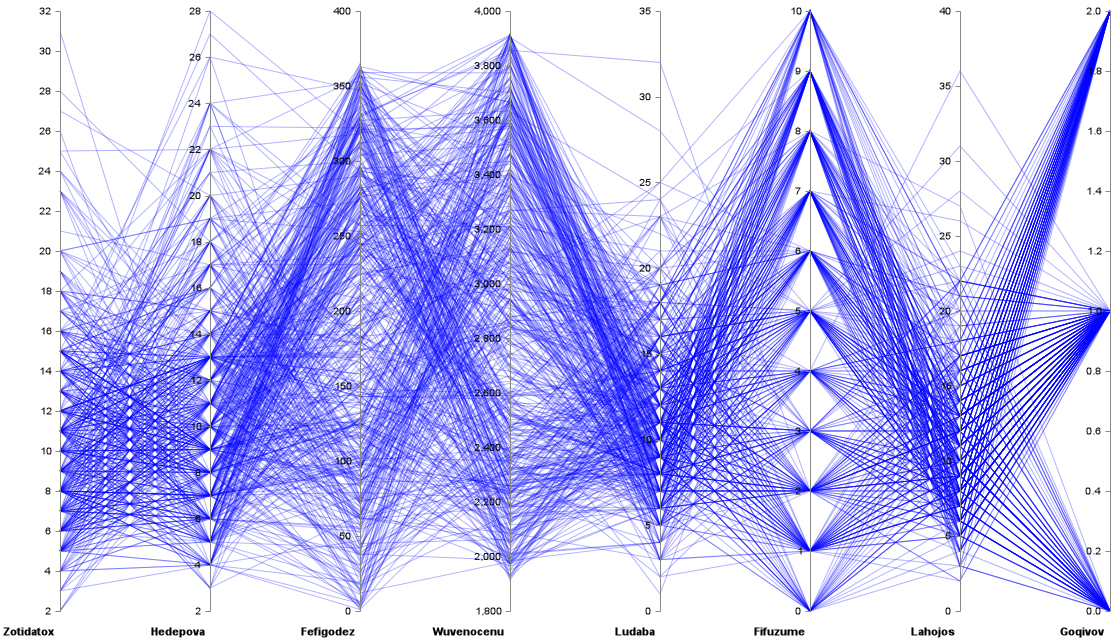 32 28 400 4,000 35 10 40 2.0
30 26 350 3,800 30 9 35 1.8
28 24 300 3,600 25 8 30 1.6
26 22 250 3,400 20 7 25 1.4
24 20 200 3,200 15 6 20 1.2
22 18 150 3,000 10 5 15 1.0
20 16 100 2,800 5 4 10 0.8
18 14 50 2,600 0 3 5 0.6
16 12 0 2,400 2 0 0.4
14 10 2,200 1 0.2
12 8 2,000 0 0.0
10 6 1,800
8 4
6 2
4
2
Zotidatox Hedepova Fefigodez Wuvenocenu Ludaba Fifuzume Lahojos Goqivov